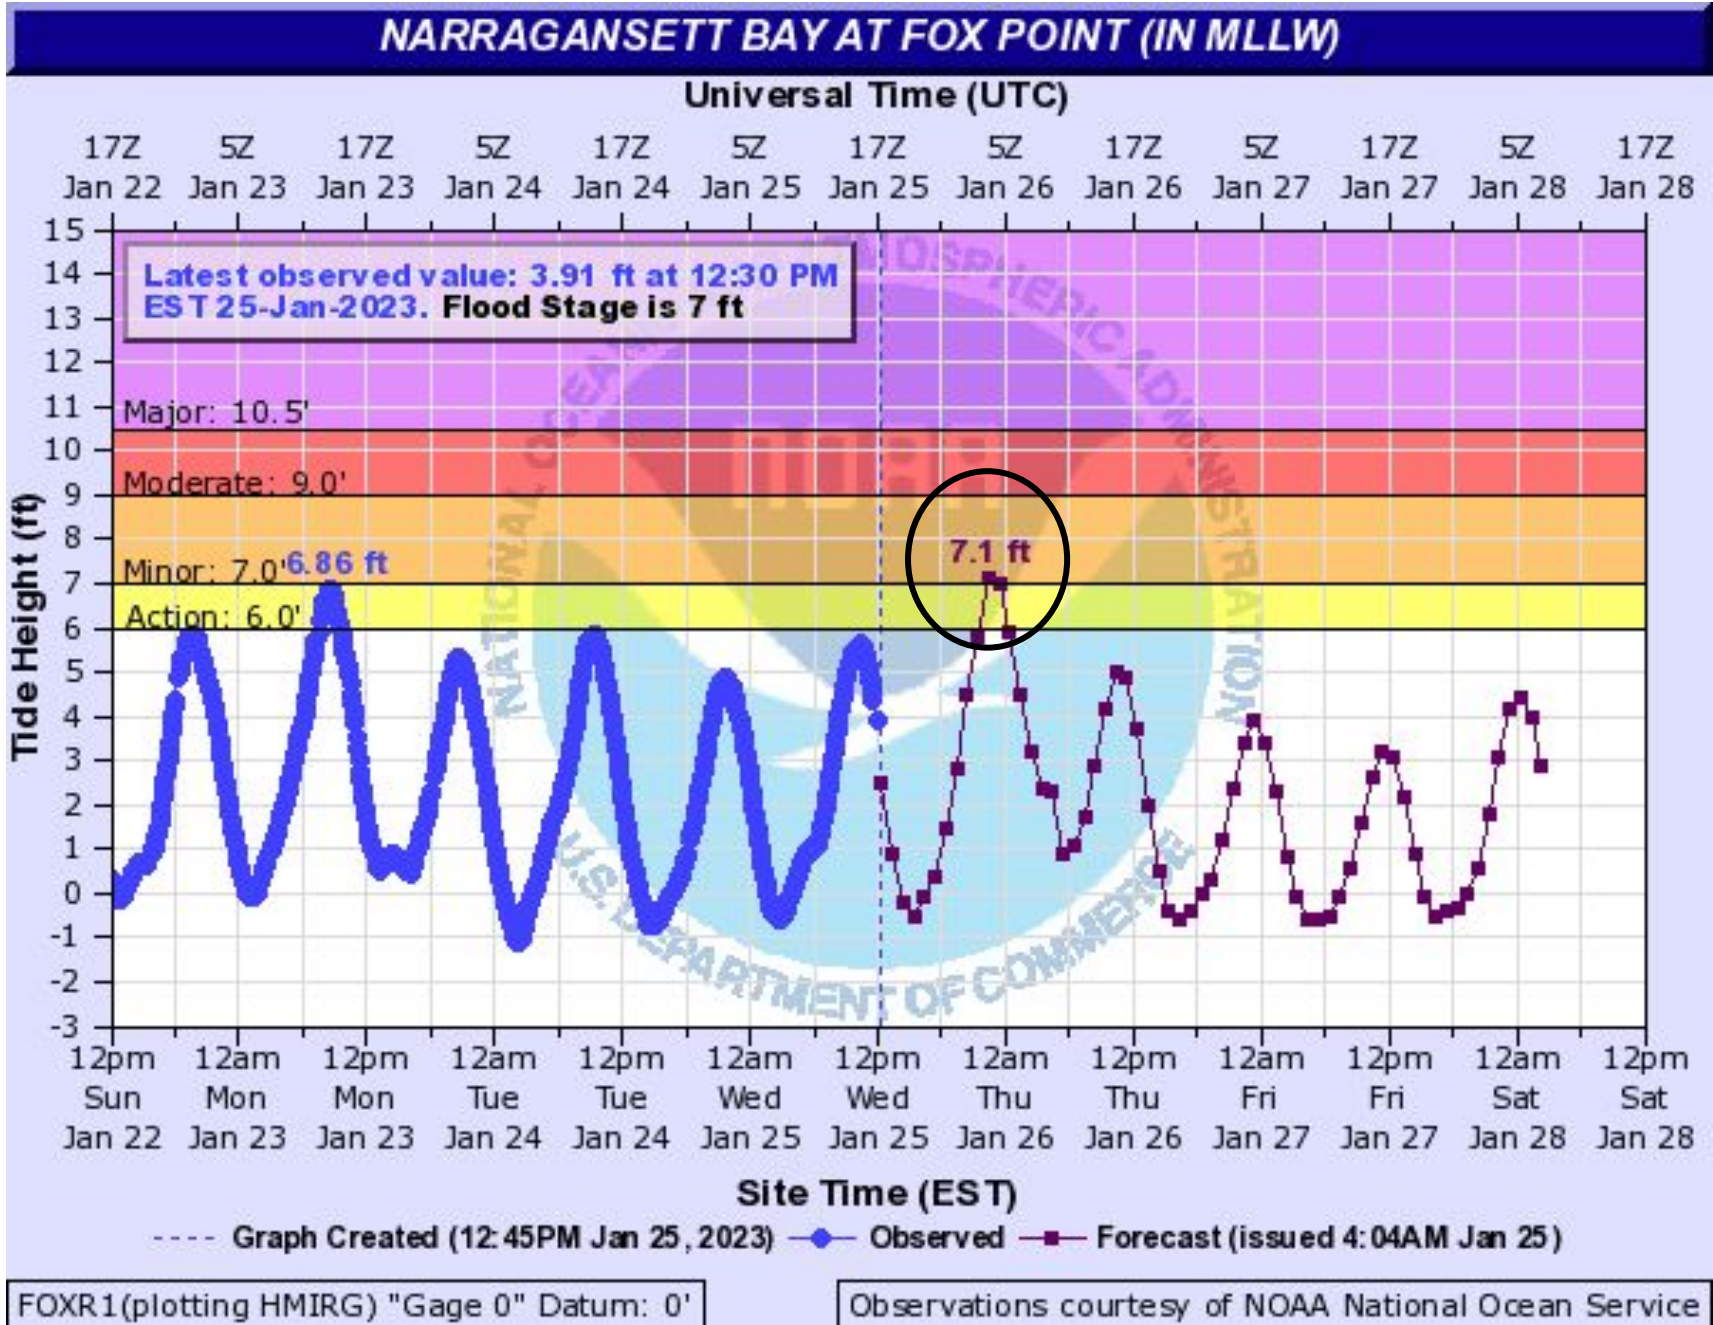 NARRAGANSETT BAY AT FOX POINT (IN MLLW)
Universal Time (UTC)
17Z 5Z 17Z 5Z 17Z 5Z 17Z 5Z 17Z 5Z 17Z 5Z 17Z
Jan 22 Jan 23 Jan 23 Jan 24 Jan 24 Jan 25 Jan 25 Jan 26 Jan 26 Jan 27 Jan 27 Jan 28 Jan 28
15
Latest observed value: 3.91 ft at 12:30 PM
EST 25-Jan-2023. Flood Stage is 7 ft
14
13
12
11
Major: 10.5'
10
Moderate: 9.0'
9
8
7.1 ft
Minor: 7.0' 6.86 ft
7
Action: 6.0'
6
5
4
3
2
1
0
-1
-2
-3
Tide Height (ft)
NATIONAL OCEANIC ATMOSPHERIC ADMINISTRATION
noaa
U.S. DEPARTMENT OF COMMERCE
12pm 12am 12pm 12am 12pm 12am 12pm 12am 12pm 12am 12pm 12am 12pm
Sun Mon Mon Tue Tue Wed Wed Thu Thu Fri Fri Sat Sat
Jan 22 Jan 23 Jan 23 Jan 24 Jan 24 Jan 25 Jan 25 Jan 26 Jan 26 Jan 27 Jan 27 Jan 28 Jan 28
Site Time (EST)
Graph Created (12:45PM Jan 25, 2023) Observed Forecast (issued 4:04AM Jan 25)
FOXR1(plotting HMIRG) "Gage 0" Datum: 0'
Observations courtesy of NOAA National Ocean Service